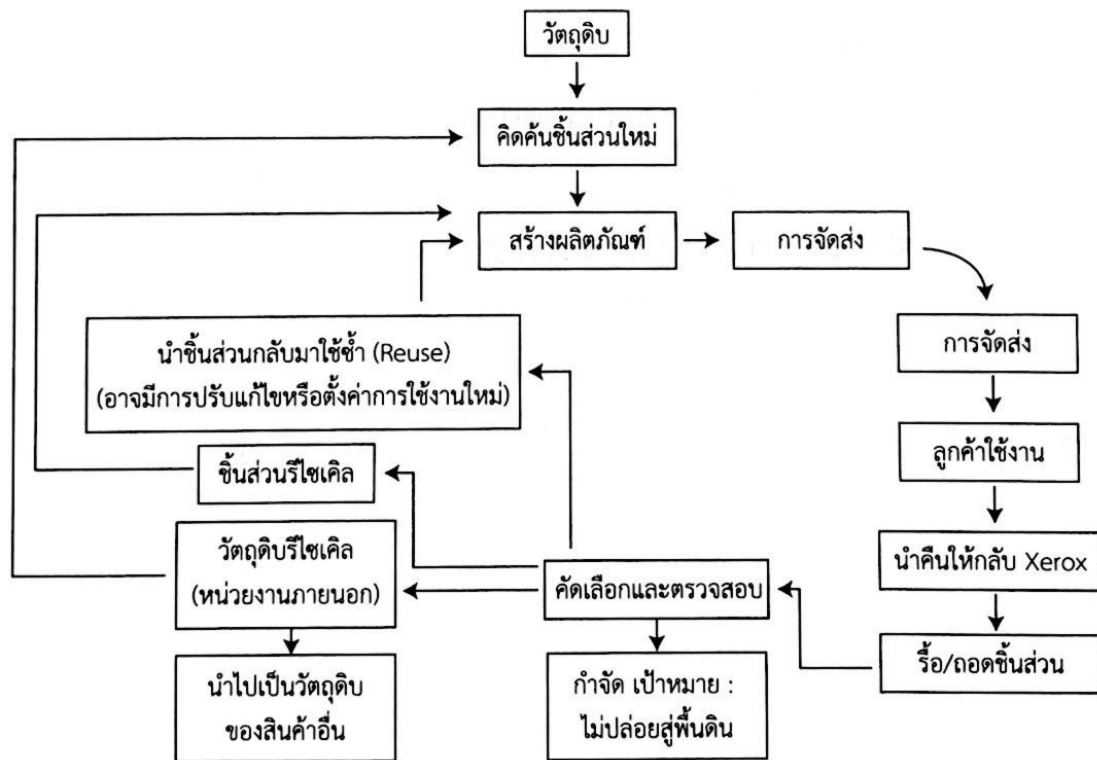 วัตถุดิบ
คิดค้นชิ้นส่วนใหม่
สร้างผลิตภัณฑ์
การจัดส่ง
การจัดส่ง
นำชิ้นส่วนกลับมาใช้ซ้ำ (Reuse)
(อาจมีการปรับแก้ไขหรือตั้งค่าการใช้งานใหม่)
ลูกค้าใช้งาน
ชิ้นส่วนรีไซเคิล
วัตถุดิบรีไซเคิล
(หน่วยงานภายนอก)
คัดเลือกและตรวจสอบ
นำคืนให้กลับ Xerox
รื้อ/ถอดชิ้นส่วน
นำไปเป็นวัตถุดิบ
ของสินค้าอื่น
กำจัด เป้าหมาย :
ไม่ปล่อยสู่พื้นดิน